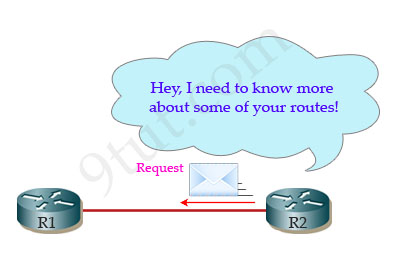 Hey, I need to know more
about some of your routes!
Request
R1
R2
9tut.com